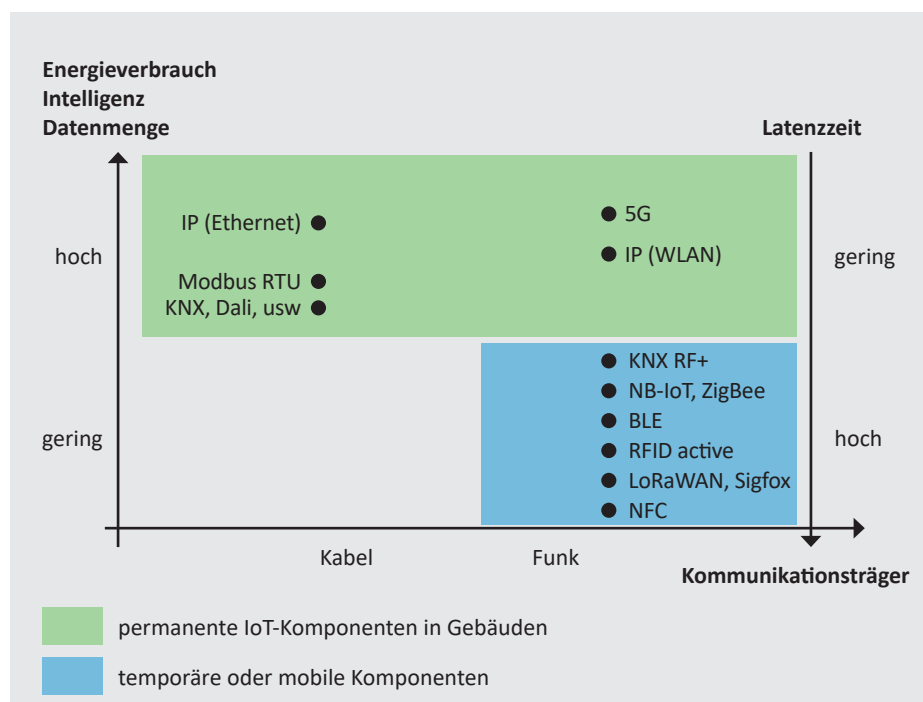 Energieverbrauch
Intelligenz
Datenmenge
Latenzzeit
IP (Ethernet)
5G
hoch
IP (WLAN)
gering
Modbus RTU
KNX, Dali, usw
KNX RF+
NB-IoT, ZigBee
BLE
gering
hoch
RFID active
LoRaWAN, Sigfox
NFC
Kabel
Funk
Kommunikationsträger
permanente IoT-Komponenten in Gebäuden
temporäre oder mobile Komponenten